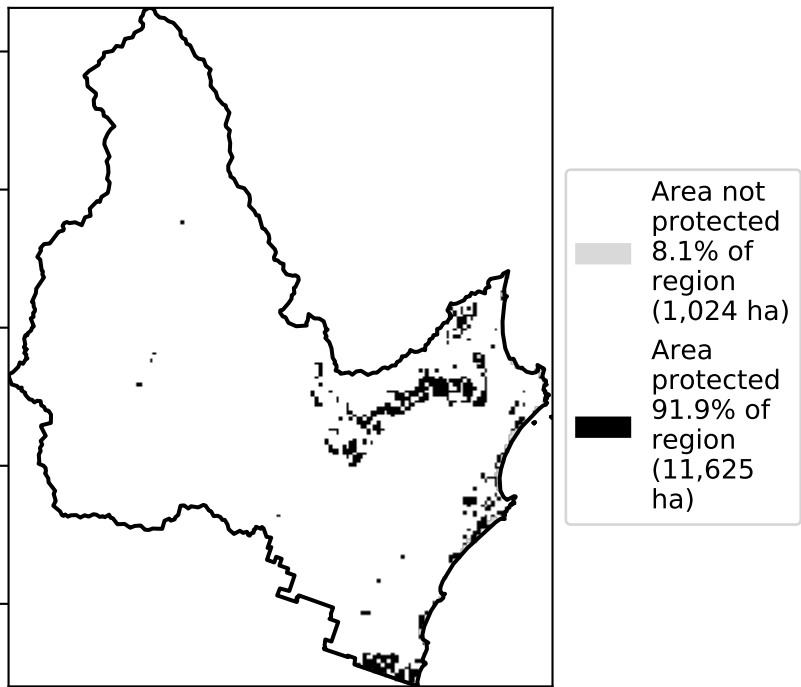 Area not
protected
8.1% of
region
(1,024 ha)
Area
protected
91.9% of
region
(11,625
ha)